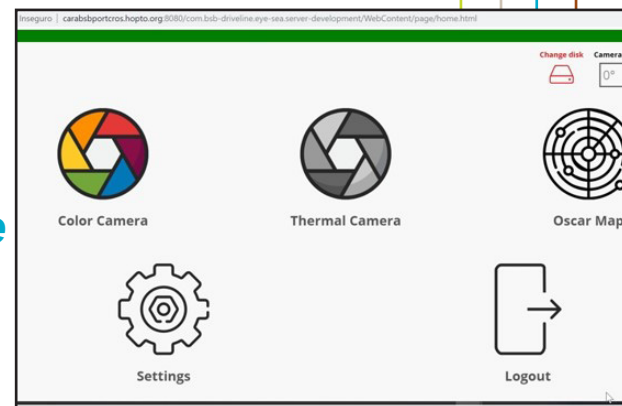 Inseguro | carabsbportcros.hopto.org:8080/com.bsb-driveline.eye-sea.server-development/WebContent/page/home.html
Change disk Camera
0°
Color Camera Thermal Camera Oscar Map
e
Settings Logout